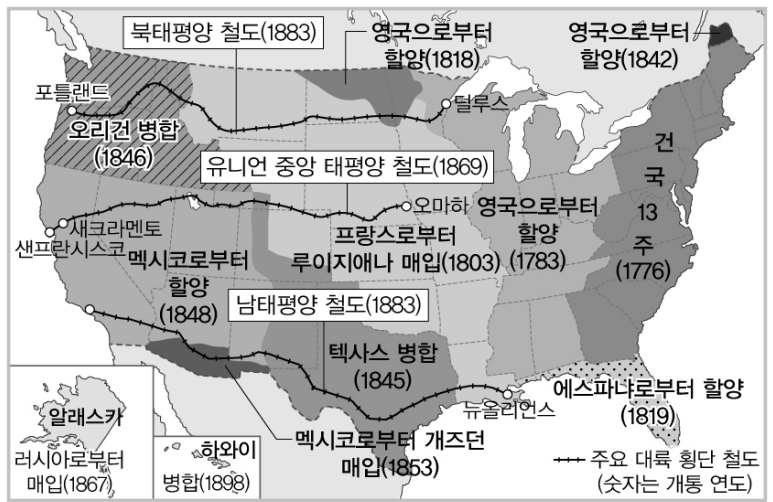 북태평양 철도(1883)
영국으로부터
할양(1818)
영국으로부터
할양(1842)
포틀랜드
오리건 병합
(1846)
덜루스
건
국
13
주
(1776)
유니언 중앙 태평양 철도(1869)
오마하
새크라멘토
샌프란시스코
영국으로부터
할양
(1783)
프랑스로부터
루이지애나 매입(1803)
멕시코로부터
할양
(1848)
남태평양 철도(1883)
텍사스 병합
(1845)
뉴올리언스
에스파냐로부터 할양
(1819)
멕시코로부터 개즈던
매입(1853)
알래스카
러시아로부터
매입(1867)
하와이
병합(1898)
주요 대륙 횡단 철도
(숫자는 개통 연도)